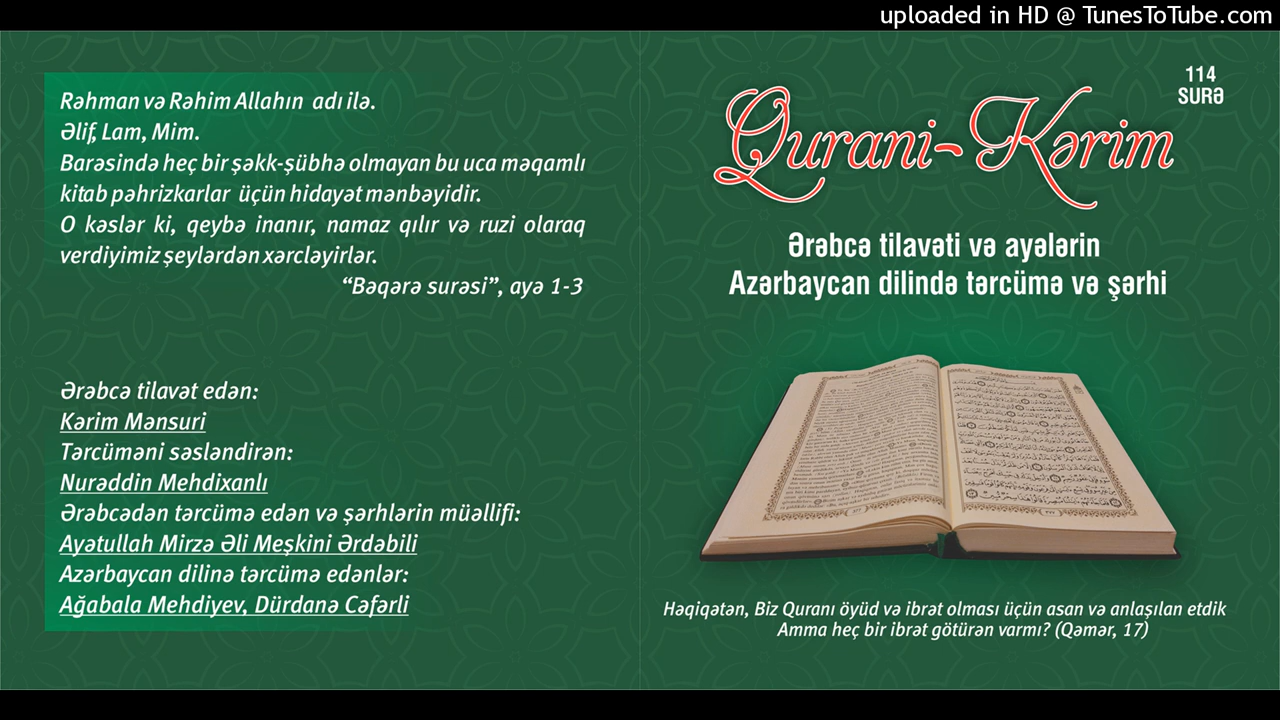 uploaded in HD @ TunesToTube.com
Rəhman və Rəhim Allahın adı ilə.
Əlif, Lam, Mim.
Barəsində heç bir şəkk-şübhə olmayan bu uca məqamlı
kitab pəhrizkarlar üçün hidayət mənbəyidir.
O kəslər ki, qeybə inanır, namaz qılır və ruzi olaraq
verdiyimiz şeylərdən xərcləyirlər.
“Bəqərə surəsi”, ayə 1-3
Ərəbcə tilavət edən:
Kərim Mənsuri
Tərcüməni səsləndirən:
Nurəddin Mehdixanlı
Ərəbcədən tərcümə edən və şərhlərin müəllifi:
Ayətullah Mirzə Əli Meşkini Ərdəbili
Azərbaycan dilinə tərcümə edənlər:
Ağabala Mehdiyev, Dürdanə Cəfərli
114
SURƏ
Qurani-Kərim
Ərəbcə tilavəti və ayələrin
Azərbaycan dilində tərcümə və şərhi
Həqiqətən, Biz Quranı öyüd və ibrət olması üçün asan və anlaşılan etdik
Amma heç bir ibrət götürən varmı? (Qəmər, 17)